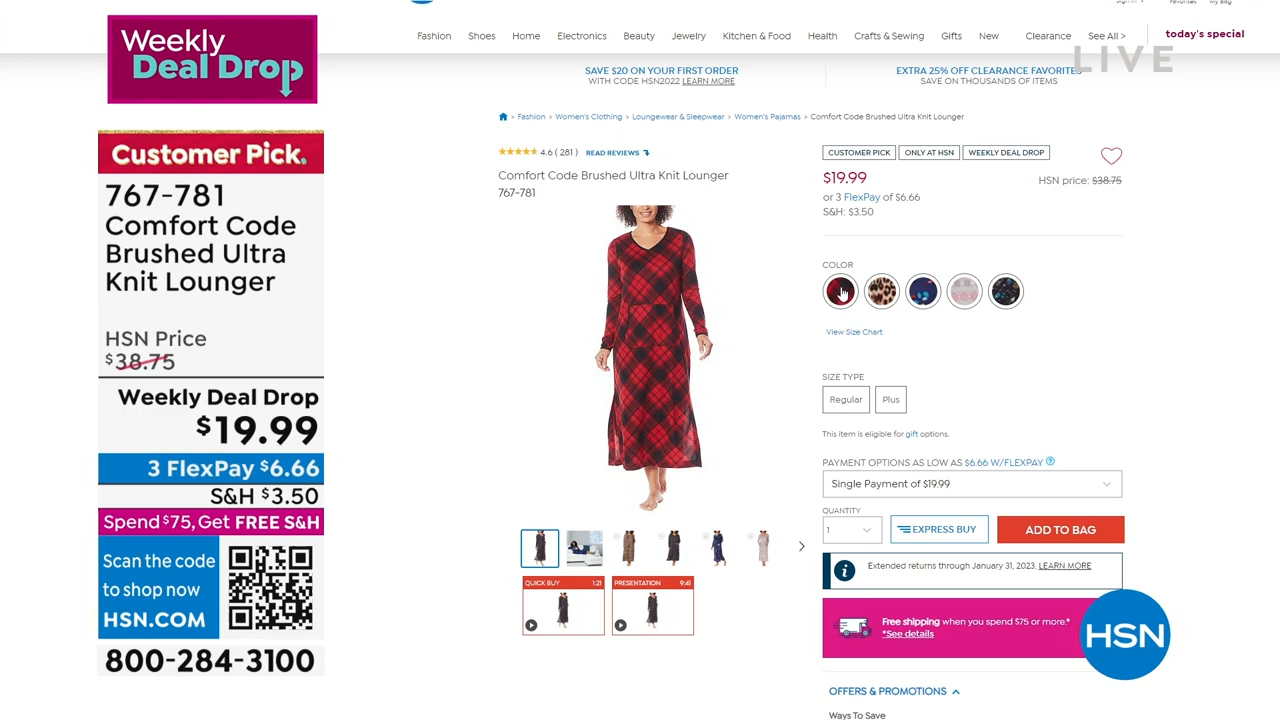 Weekly
Deal Drop
Customer Pick.
767-781
Comfort Code
Brushed Ultra
Knit Lounger
HSN Price
$38.75
Weekly Deal Drop
$19.99
3 FlexPay $6.66
S&H $3.50
Spend $75, Get FREE S&H
Scan the code
to shop now
HSN.COM
800-284-3100
Fashion Shoes Home Electronics Beauty Jewelry Kitchen & Food Health Crafts & Sewing Gifts New Clearance See All > today's special
LIVE
SAVE $20 ON YOUR FIRST ORDER
WITH CODE HSN2022 LEARN MORE
EXTRA 25% OFF CLEARANCE FAVORITES
SAVE ON THOUSANDS OF ITEMS
> Fashion > Women's Clothing > Loungewear & Sleepwear > Women's Pajamas > Comfort Code Brushed Ultra Knit Lounger
4.6 ( 281 ) READ REVIEWS
Comfort Code Brushed Ultra Knit Lounger
767-781
QUICK BUY 1:21
PRESENTATION 9:41
CUSTOMER PICK ONLY AT HSN WEEKLY DEAL DROP
$19.99 HSN price: $38.75
or 3 FlexPay of $6.66
S&H: $3.50
COLOR
View Size Chart
SIZE TYPE
Regular Plus
This item is eligible for gift options.
PAYMENT OPTIONS AS LOW AS $6.66 W/FLEXPAY ?
Single Payment of $19.99
QUANTITY
1 EXPRESS BUY ADD TO BAG
Extended returns through January 31, 2023. LEARN MORE
Free shipping when you spend $75 or more.*
*See details
HSN
OFFERS & PROMOTIONS
Ways To Save